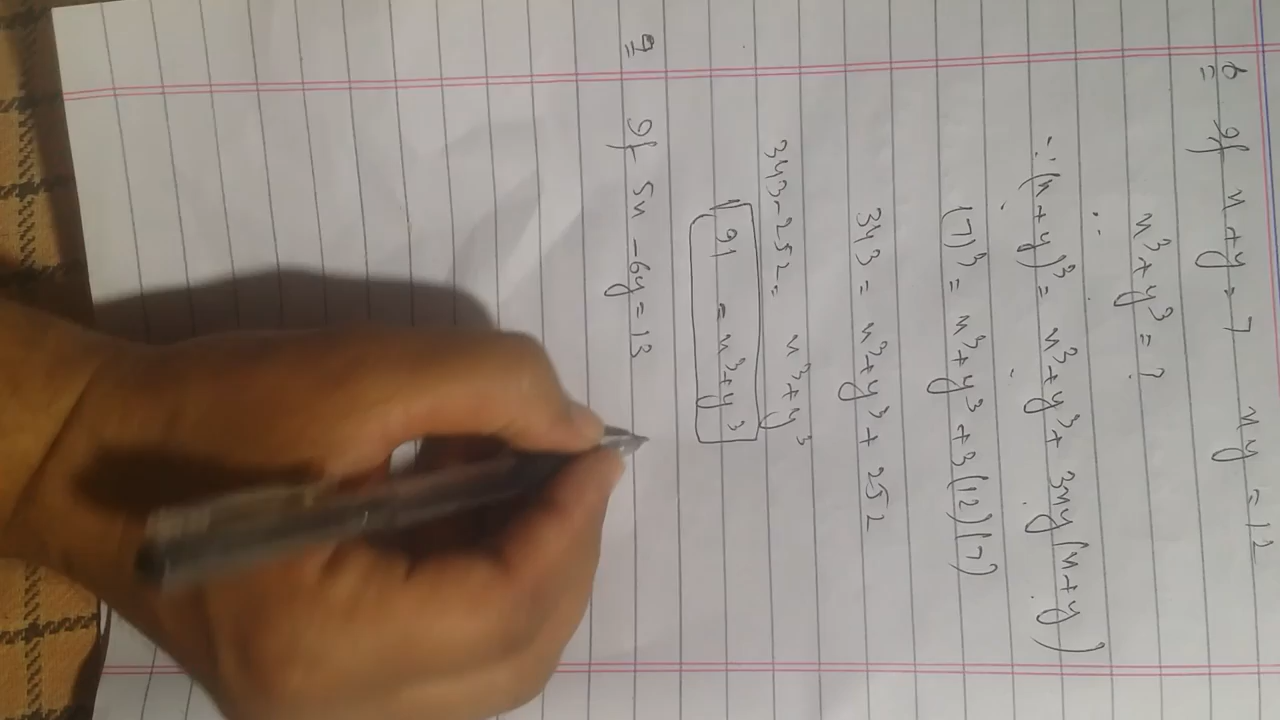 6 If x + y = 7 xy = 12
x³ + y³ = ?
∵ (x + y)³ = x³ + y³ + 3xy(x + y)
(7)³ = x³ + y³ + 3(12)(7)
343 = x³ + y³ + 252
343 - 252 = x³ + y³
91 = x³ + y³
7 If 5x - 6y = 13